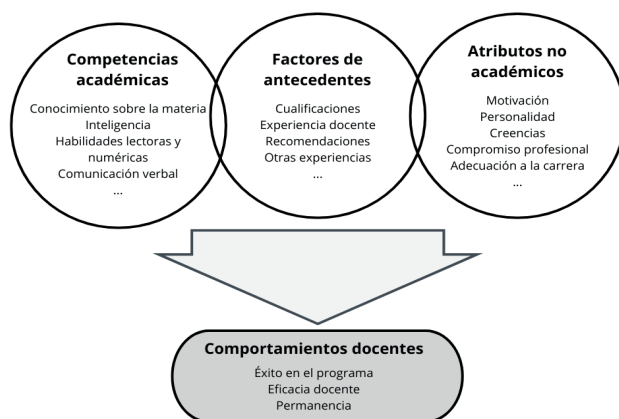 Competencias
académicas
Conocimiento sobre la materia
Inteligencia
Habilidades lectoras y
numéricas
Comunicación verbal
...
Factores de
antecedentes
Cualificaciones
Experiencia docente
Recomendaciones
Otras experiencias
...
Atributos no
académicos
Motivación
Personalidad
Creencias
Compromiso profesional
Adecuación a la carrera
...
Comportamientos docentes
Éxito en el programa
Eficacia docente
Permanencia